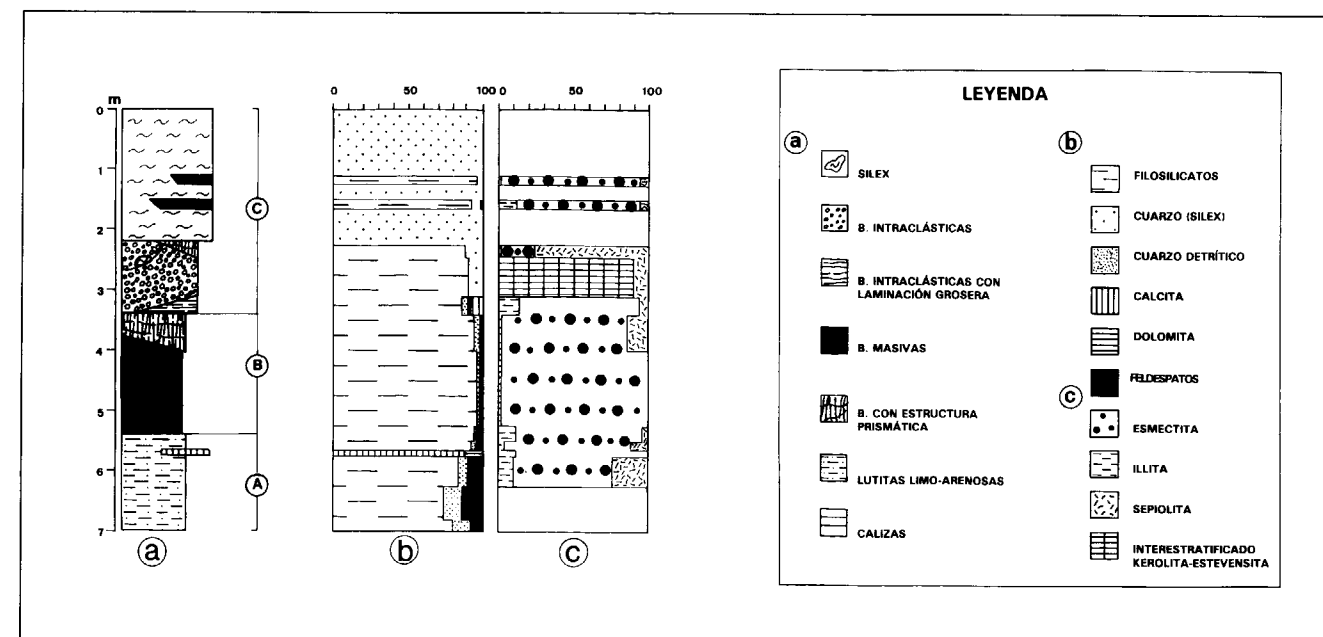 m
0
1
2
3
4
5
6
7
C
B
A
a
0 50 100
b
0 50 100
c
LEYENDA
a
SILEX
B. INTRACLÁSTICAS
B. INTRACLÁSTICAS CON
LAMINACIÓN GROSERA
B. MASIVAS
B. CON ESTRUCTURA
PRISMÁTICA
LUTITAS LIMO-ARENOSAS
CALIZAS
b
FILOSILICATOS
CUARZO (SILEX)
CUARZO DETRÍTICO
CALCITA
DOLOMITA
FELDESPATOS
c
ESMECTITA
ILLITA
SEPIOLITA
INTERESTRATIFICADO
KEROLITA-ESTEVENSITA